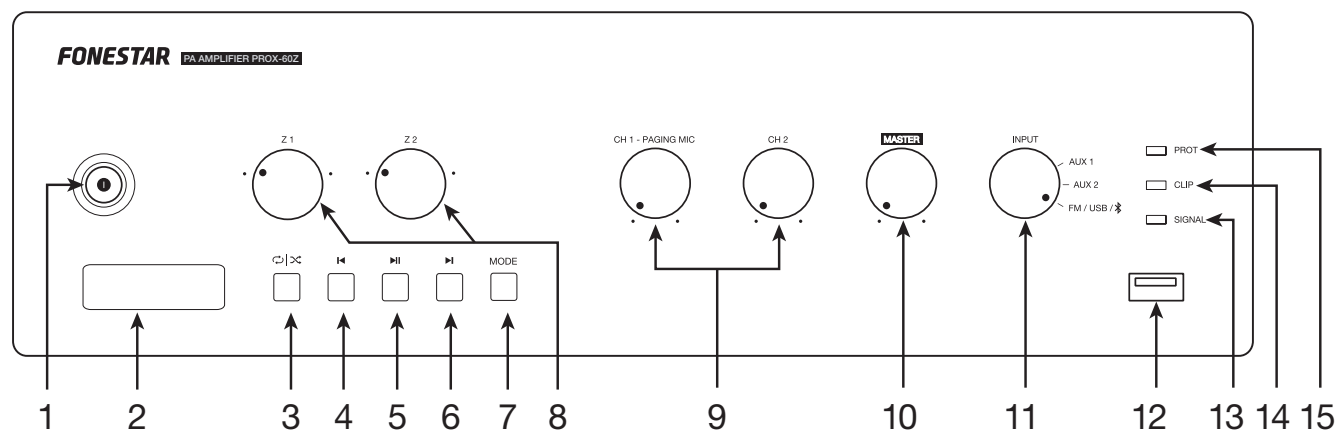 FONESTAR PA AMPLIFIER PROX-60Z
Z 1 Z 2 CH 1 - PAGING MIC CH 2 MASTER INPUT
PROT
AUX 1
AUX 2
CLIP
FM / USB /
SIGNAL
MODE
1 2 3 4 5 6 7 8 9 10 11 12 13 14 15